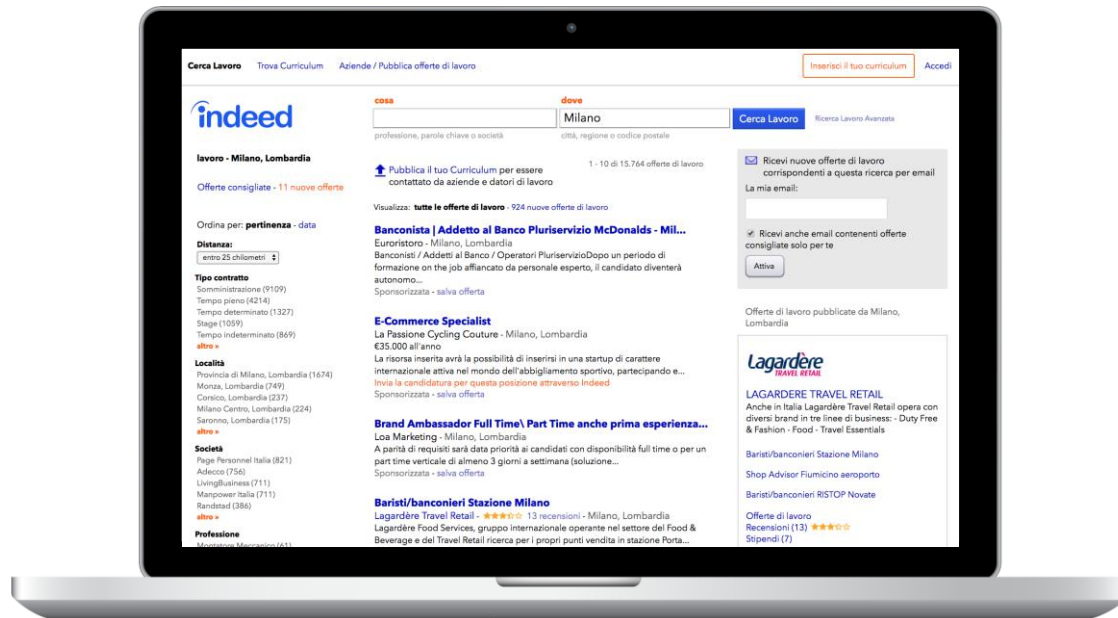 Cerca Lavoro Trova Curriculum Aziende / Pubblica offerte di lavoro
Inserisci il tuo curriculum Accedi
indeed
cosa
dove
Milano
Cerca Lavoro
Ricerca Lavoro Avanzata
professione, parole chiave o società
città, regione o codice postale
lavoro - Milano, Lombardia
Offerte consigliate - 11 nuove offerte
Ordina per: pertinenza - data
Distanza:
entro 25 chilometri
Tipo contratto
Somministrazione (9109)
Tempo pieno (4214)
Tempo determinato (1327)
Stage (1059)
Tempo indeterminato (869)
altro »
Località
Provincia di Milano, Lombardia (1674)
Monza, Lombardia (749)
Corsico, Lombardia (237)
Milano Centro, Lombardia (224)
Saronno, Lombardia (175)
altro »
Società
Page Personnel Italia (821)
Adecco (756)
LivingBusiness (711)
Manpower Italia (711)
Randstad (386)
altro »
Professione
Montatore Meccanico (61)
Pubblica il tuo Curriculum per essere
contattato da aziende e datori di lavoro
1 - 10 di 15.764 offerte di lavoro
Visualizza: tutte le offerte di lavoro - 924 nuove offerte di lavoro
Banconista | Addetto al Banco Pluriservizio McDonalds - Mil...
Euroristoro - Milano, Lombardia
Banconisti / Addetti al Banco / Operatori PluriservizioDopo un periodo di
formazione on the job affiancato da personale esperto, il candidato diventerà
autonomo...
Sponsorizzata - salva offerta
E-Commerce Specialist
La Passione Cycling Couture - Milano, Lombardia
€35.000 all'anno
La risorsa inserita avrà la possibilità di inserirsi in una startup di carattere
internazionale attiva nel mondo dell'abbigliamento sportivo, partecipando e...
Invia la candidatura per questa posizione attraverso Indeed
Sponsorizzata - salva offerta
Brand Ambassador Full Time\ Part Time anche prima esperienza...
Loa Marketing - Milano, Lombardia
A parità di requisiti sarà data priorità ai candidati con disponibilità full time o per un
part time verticale di almeno 3 giorni a settimana (soluzione...
Sponsorizzata - salva offerta
Baristi/banconieri Stazione Milano
Lagardère Travel Retail - 13 recensioni - Milano, Lombardia
Lagardère Food Services, gruppo internazionale operante nel settore del Food &
Beverage e del Travel Retail ricerca per i propri punti vendita in stazione Porta...
Ricevi nuove offerte di lavoro
corrispondenti a questa ricerca per email
La mia email:
Ricevi anche email contenenti offerte
consigliate solo per te
Attiva
Offerte di lavoro pubblicate da Milano,
Lombardia
Lagardère
TRAVEL RETAIL
LAGARDERE TRAVEL RETAIL
Anche in Italia Lagardère Travel Retail opera con
diversi brand in tre linee di business: - Duty Free
& Fashion - Food - Travel Essentials
Baristi/banconieri Stazione Milano
Shop Advisor Fiumicino aeroporto
Baristi/banconieri RISTOP Novate
Offerte di lavoro
Recensioni (13)
Stipendi (7)